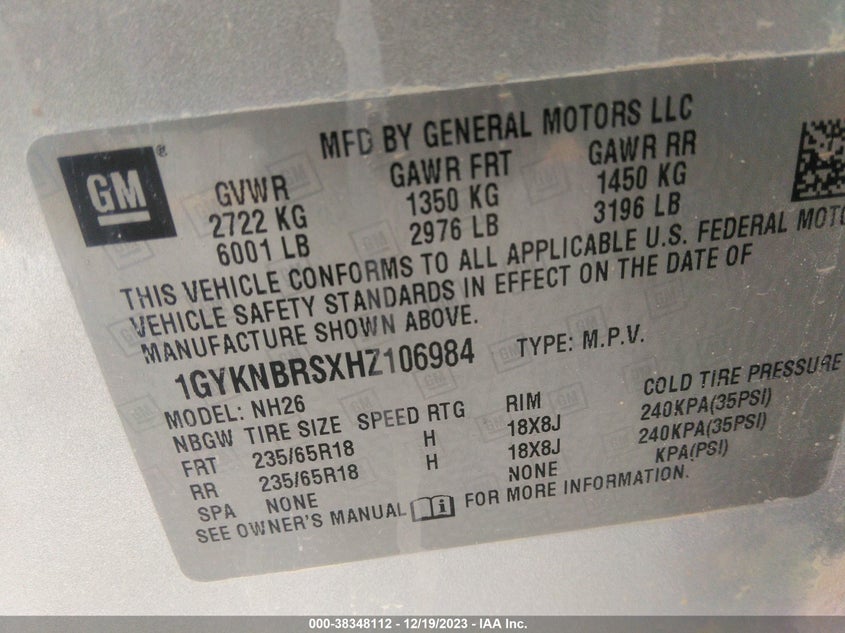 MFD BY GENERAL MOTORS LLC
GM®
GVWR GAWR FRT GAWR RR
2722 KG 1350 KG 1450 KG
6001 LB 2976 LB 3196 LB
THIS VEHICLE CONFORMS TO ALL APPLICABLE U.S. FEDERAL MOTO
VEHICLE SAFETY STANDARDS IN EFFECT ON THE DATE OF
MANUFACTURE SHOWN ABOVE.
1GYKNBRSXHZ106984 TYPE: M.P.V.
MODEL: NH26
NBGW TIRE SIZE SPEED RTG RIM COLD TIRE PRESSURE
FRT 235/65R18 H 18X8J 240KPA(35PSI)
RR 235/65R18 H 18X8J 240KPA(35PSI)
SPA NONE NONE KPA(PSI)
SEE OWNER'S MANUAL i FOR MORE INFORMATION.
000-38348112 - 12/19/2023 - IAA Inc.